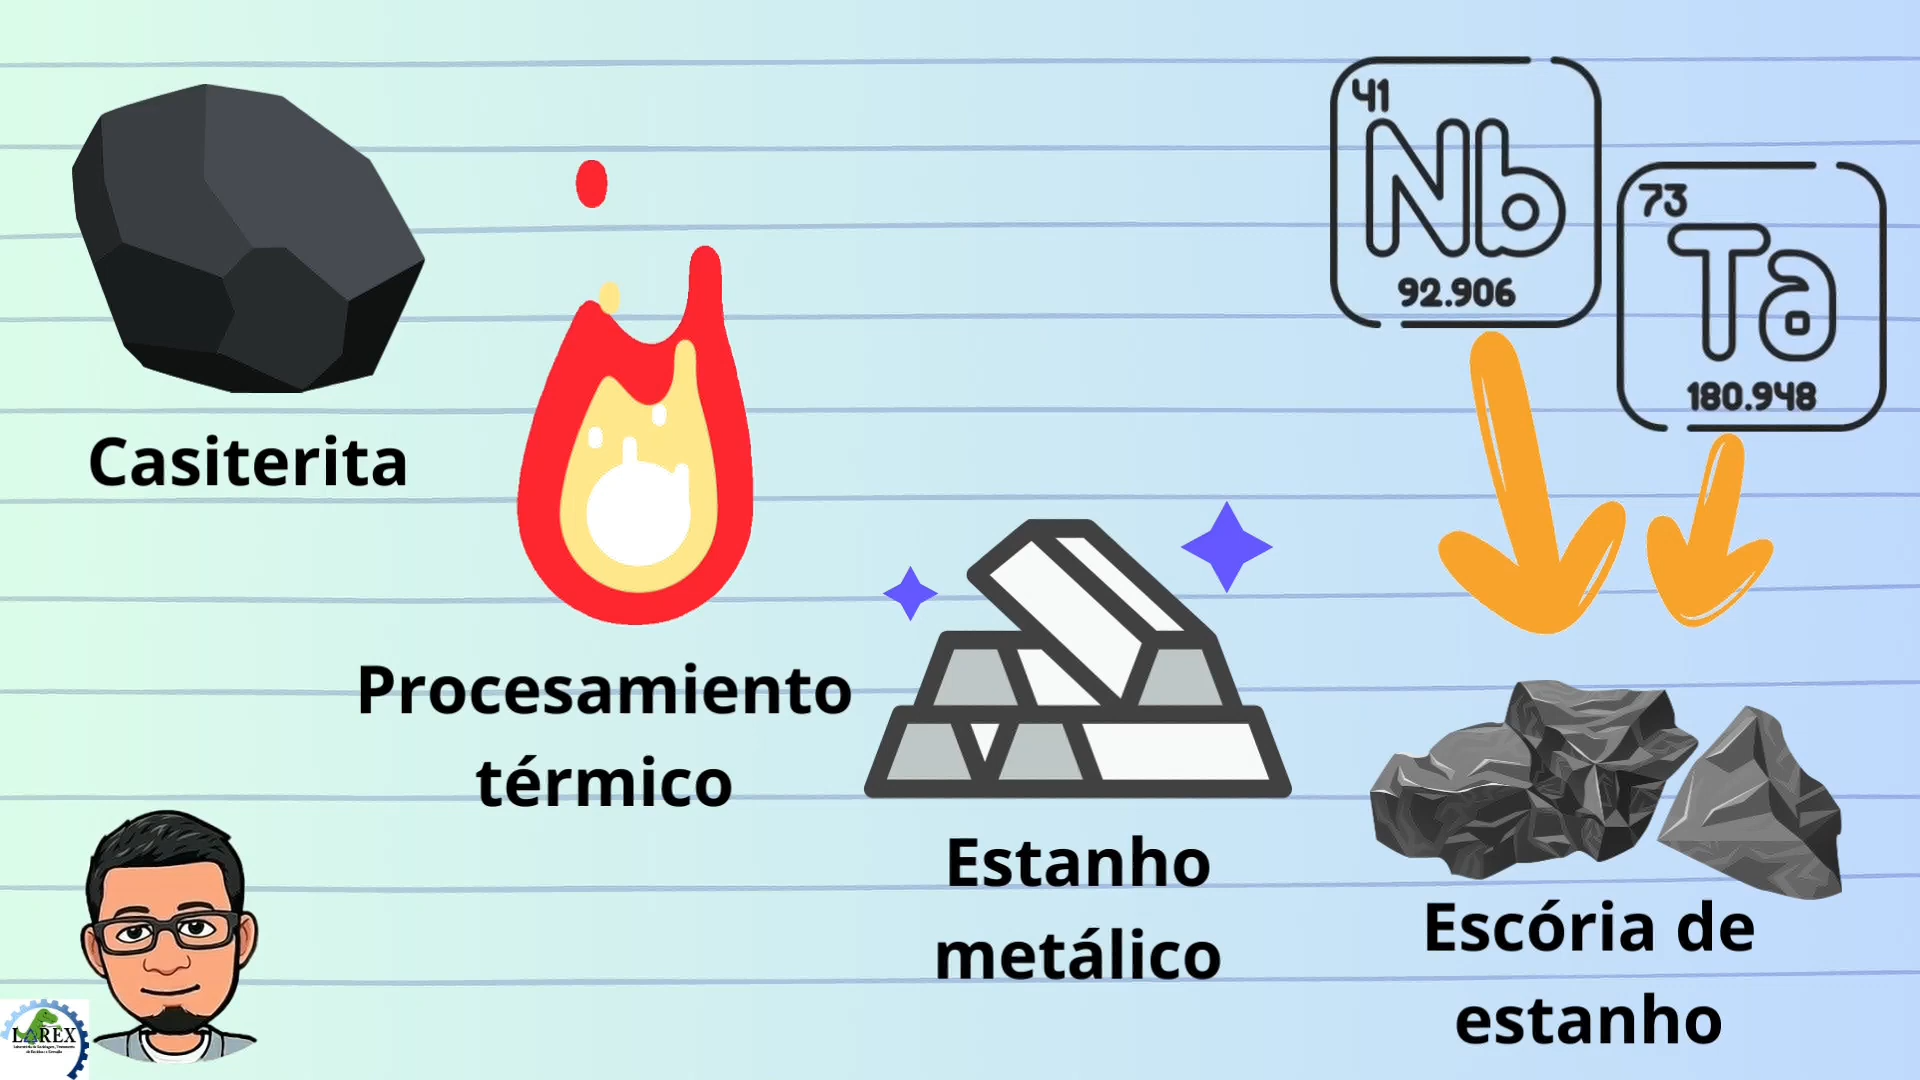 Casiterita
Procesamiento
térmico
Estanho
metálico
41
Nb
92.906
73
Ta
180.948
Escória de
estanho
LAREX